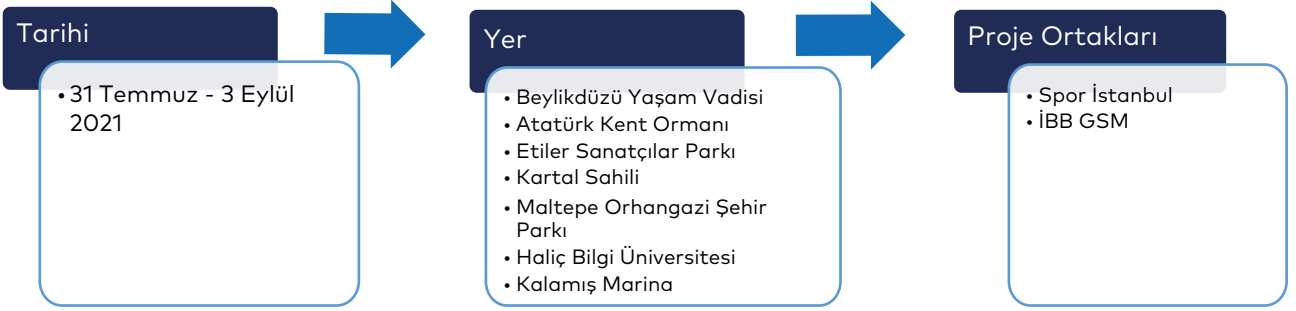 Tarihi
• 31 Temmuz - 3 Eylül
2021
Yer
• Beylikdüzü Yaşam Vadisi
• Atatürk Kent Ormanı
• Etiler Sanatçılar Parkı
• Kartal Sahili
• Maltepe Orhangazi Şehir
Parkı
• Haliç Bilgi Üniversitesi
• Kalamış Marina
Proje Ortakları
• Spor İstanbul
• İBB GSM